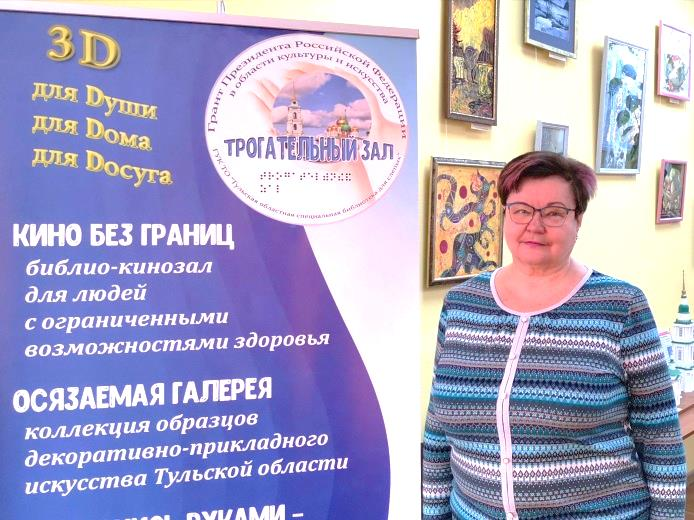 3D
для Dуши
для Dома
для Dосуга
Грант Президента Российской Федерации
в области культуры и искусства
ТРОГАТЕЛЬНЫЙ ЗАЛ
ГУК ТО "Тульская областная специальная библиотека для слепых"
КИНО БЕЗ ГРАНИЦ
библио-кинозал
для людей
с ограниченными
возможностями здоровья
ОСЯЗАЕМАЯ ГАЛЕРЕЯ
коллекция образцов
декоративно-прикладного
искусства Тульской области
РУКАМИ –